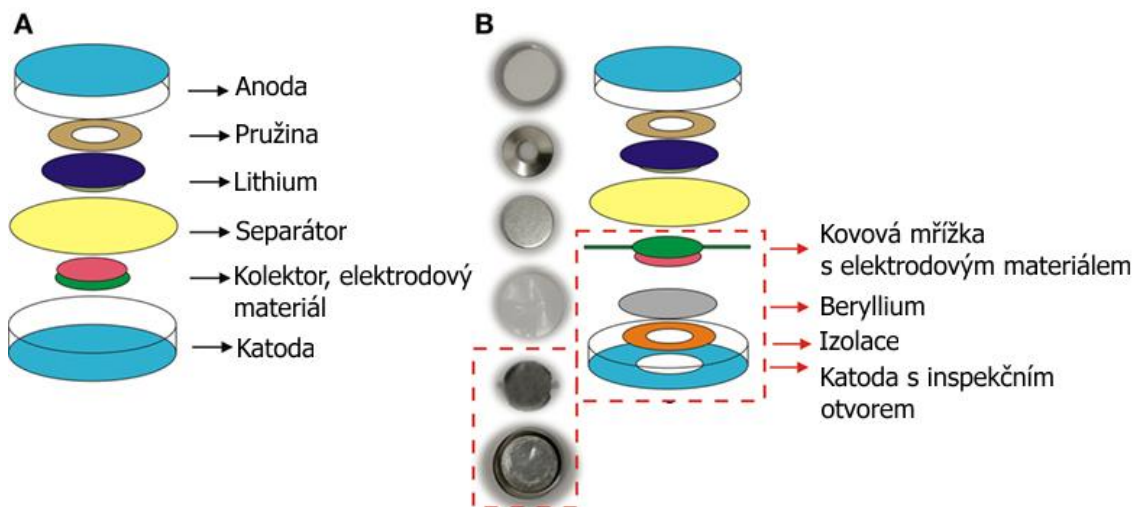 A
Anoda
Pružina
Lithium
Separátor
Kolektor, elektrodový
materiál
Katoda
B
Kovová mřížka
s elektrodovým materiálem
Beryllium
Izolace
Katoda s inspekčním
otvorem